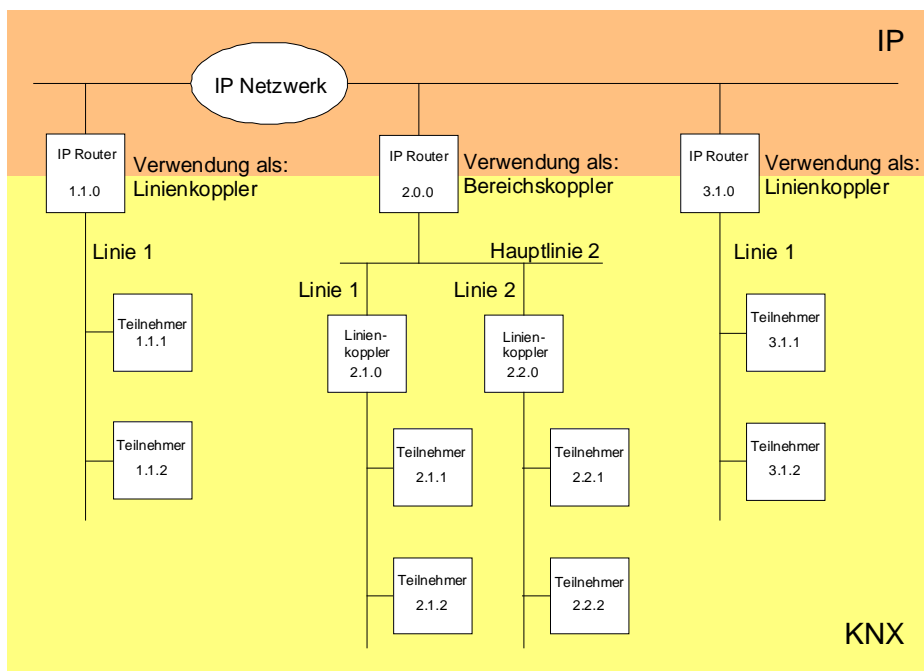 IP
IP Netzwerk
IP Router
1.1.0
Verwendung als:
Linienkoppler
IP Router
2.0.0
Verwendung als:
Bereichskoppler
IP Router
3.1.0
Verwendung als:
Linienkoppler
Linie 1
Hauptlinie 2
Linie 1
Linie 1
Linie 2
Teilnehmer
1.1.1
Linien-
koppler
2.1.0
Linien-
koppler
2.2.0
Teilnehmer
3.1.1
Teilnehmer
1.1.2
Teilnehmer
2.1.1
Teilnehmer
2.2.1
Teilnehmer
3.1.2
Teilnehmer
2.1.2
Teilnehmer
2.2.2
KNX